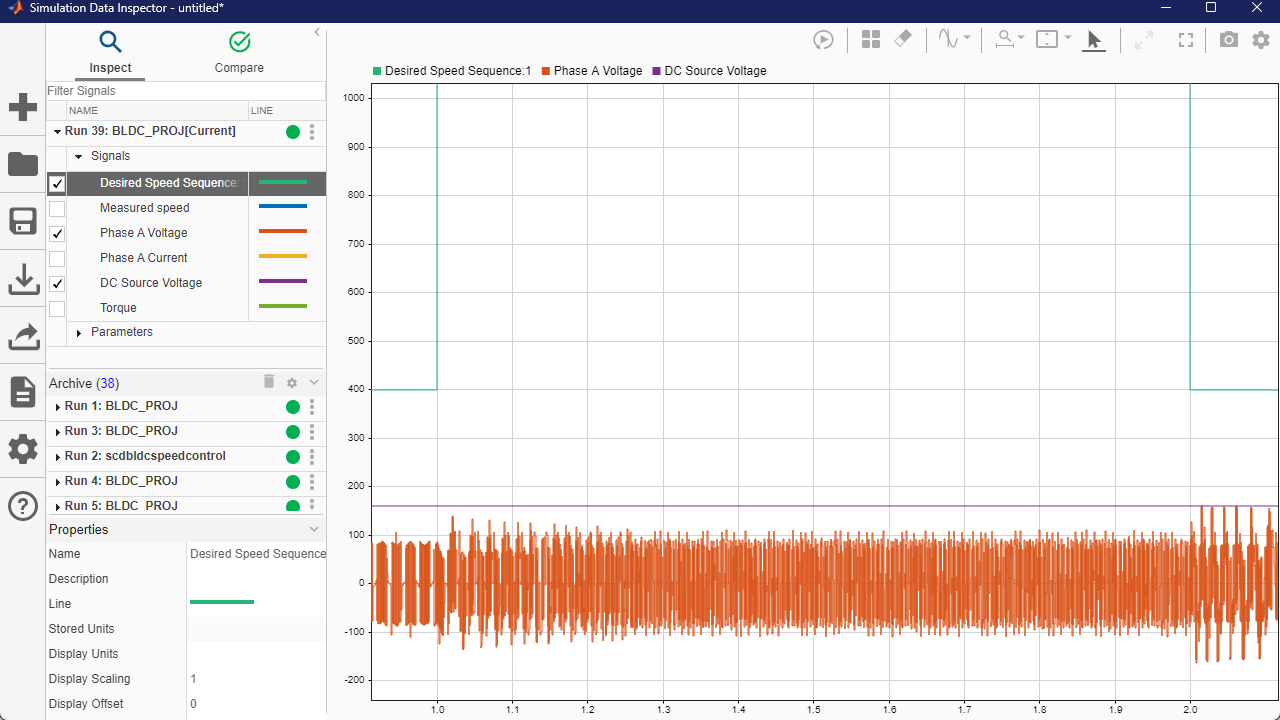 Simulation Data Inspector - untitled*
Inspect
Compare
Filter Signals
NAME
LINE
Run 39: BLDC_PROJ[Current]
Signals
Desired Speed Sequence:
Measured speed
Phase A Voltage
Phase A Current
DC Source Voltage
Torque
Parameters
Archive (38)
Run 1: BLDC_PROJ
Run 3: BLDC_PROJ
Run 2: scdbldcspeedcontrol
Run 4: BLDC_PROJ
Run 5: BLDC_PROJ
Properties
Name Desired Speed Sequence
Description
Line
Stored Units
Display Units
Display Scaling 1
Display Offset 0
Desired Speed Sequence:1 Phase A Voltage DC Source Voltage
1000
900
800
700
600
500
400
300
200
100
0
-100
-200
1.0 1.1 1.2 1.3 1.4 1.5 1.6 1.7 1.8 1.9 2.0